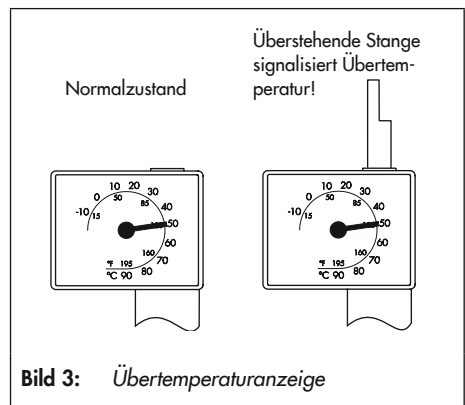 Normalzustand
Überstehende Stange
signalisiert Übertem-
peratur!
-10 0 10 20 30 40 50 60 70 80 90 °C
15 50 85 160 195 °F
-10 0 10 20 30 40 50 60 70 80 90 °C
15 50 85 160 195 °F
Bild 3: Übertemperaturanzeige